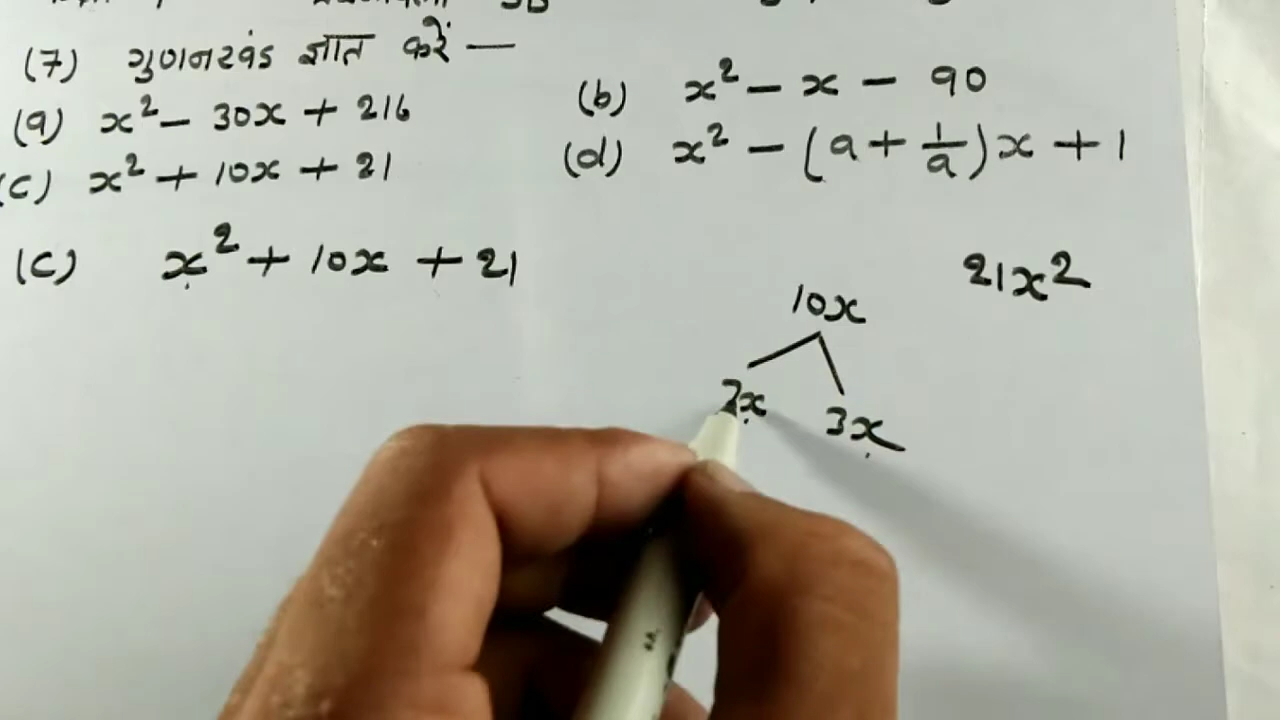 (7) गुणनखंड ज्ञात करें —
(a) x² − 30x + 216 (b) x² − x − 90
(c) x² + 10x + 21 (d) x² − (a + 1/a)x + 1
(c) x² + 10x + 21
21x²
10x
7x 3x